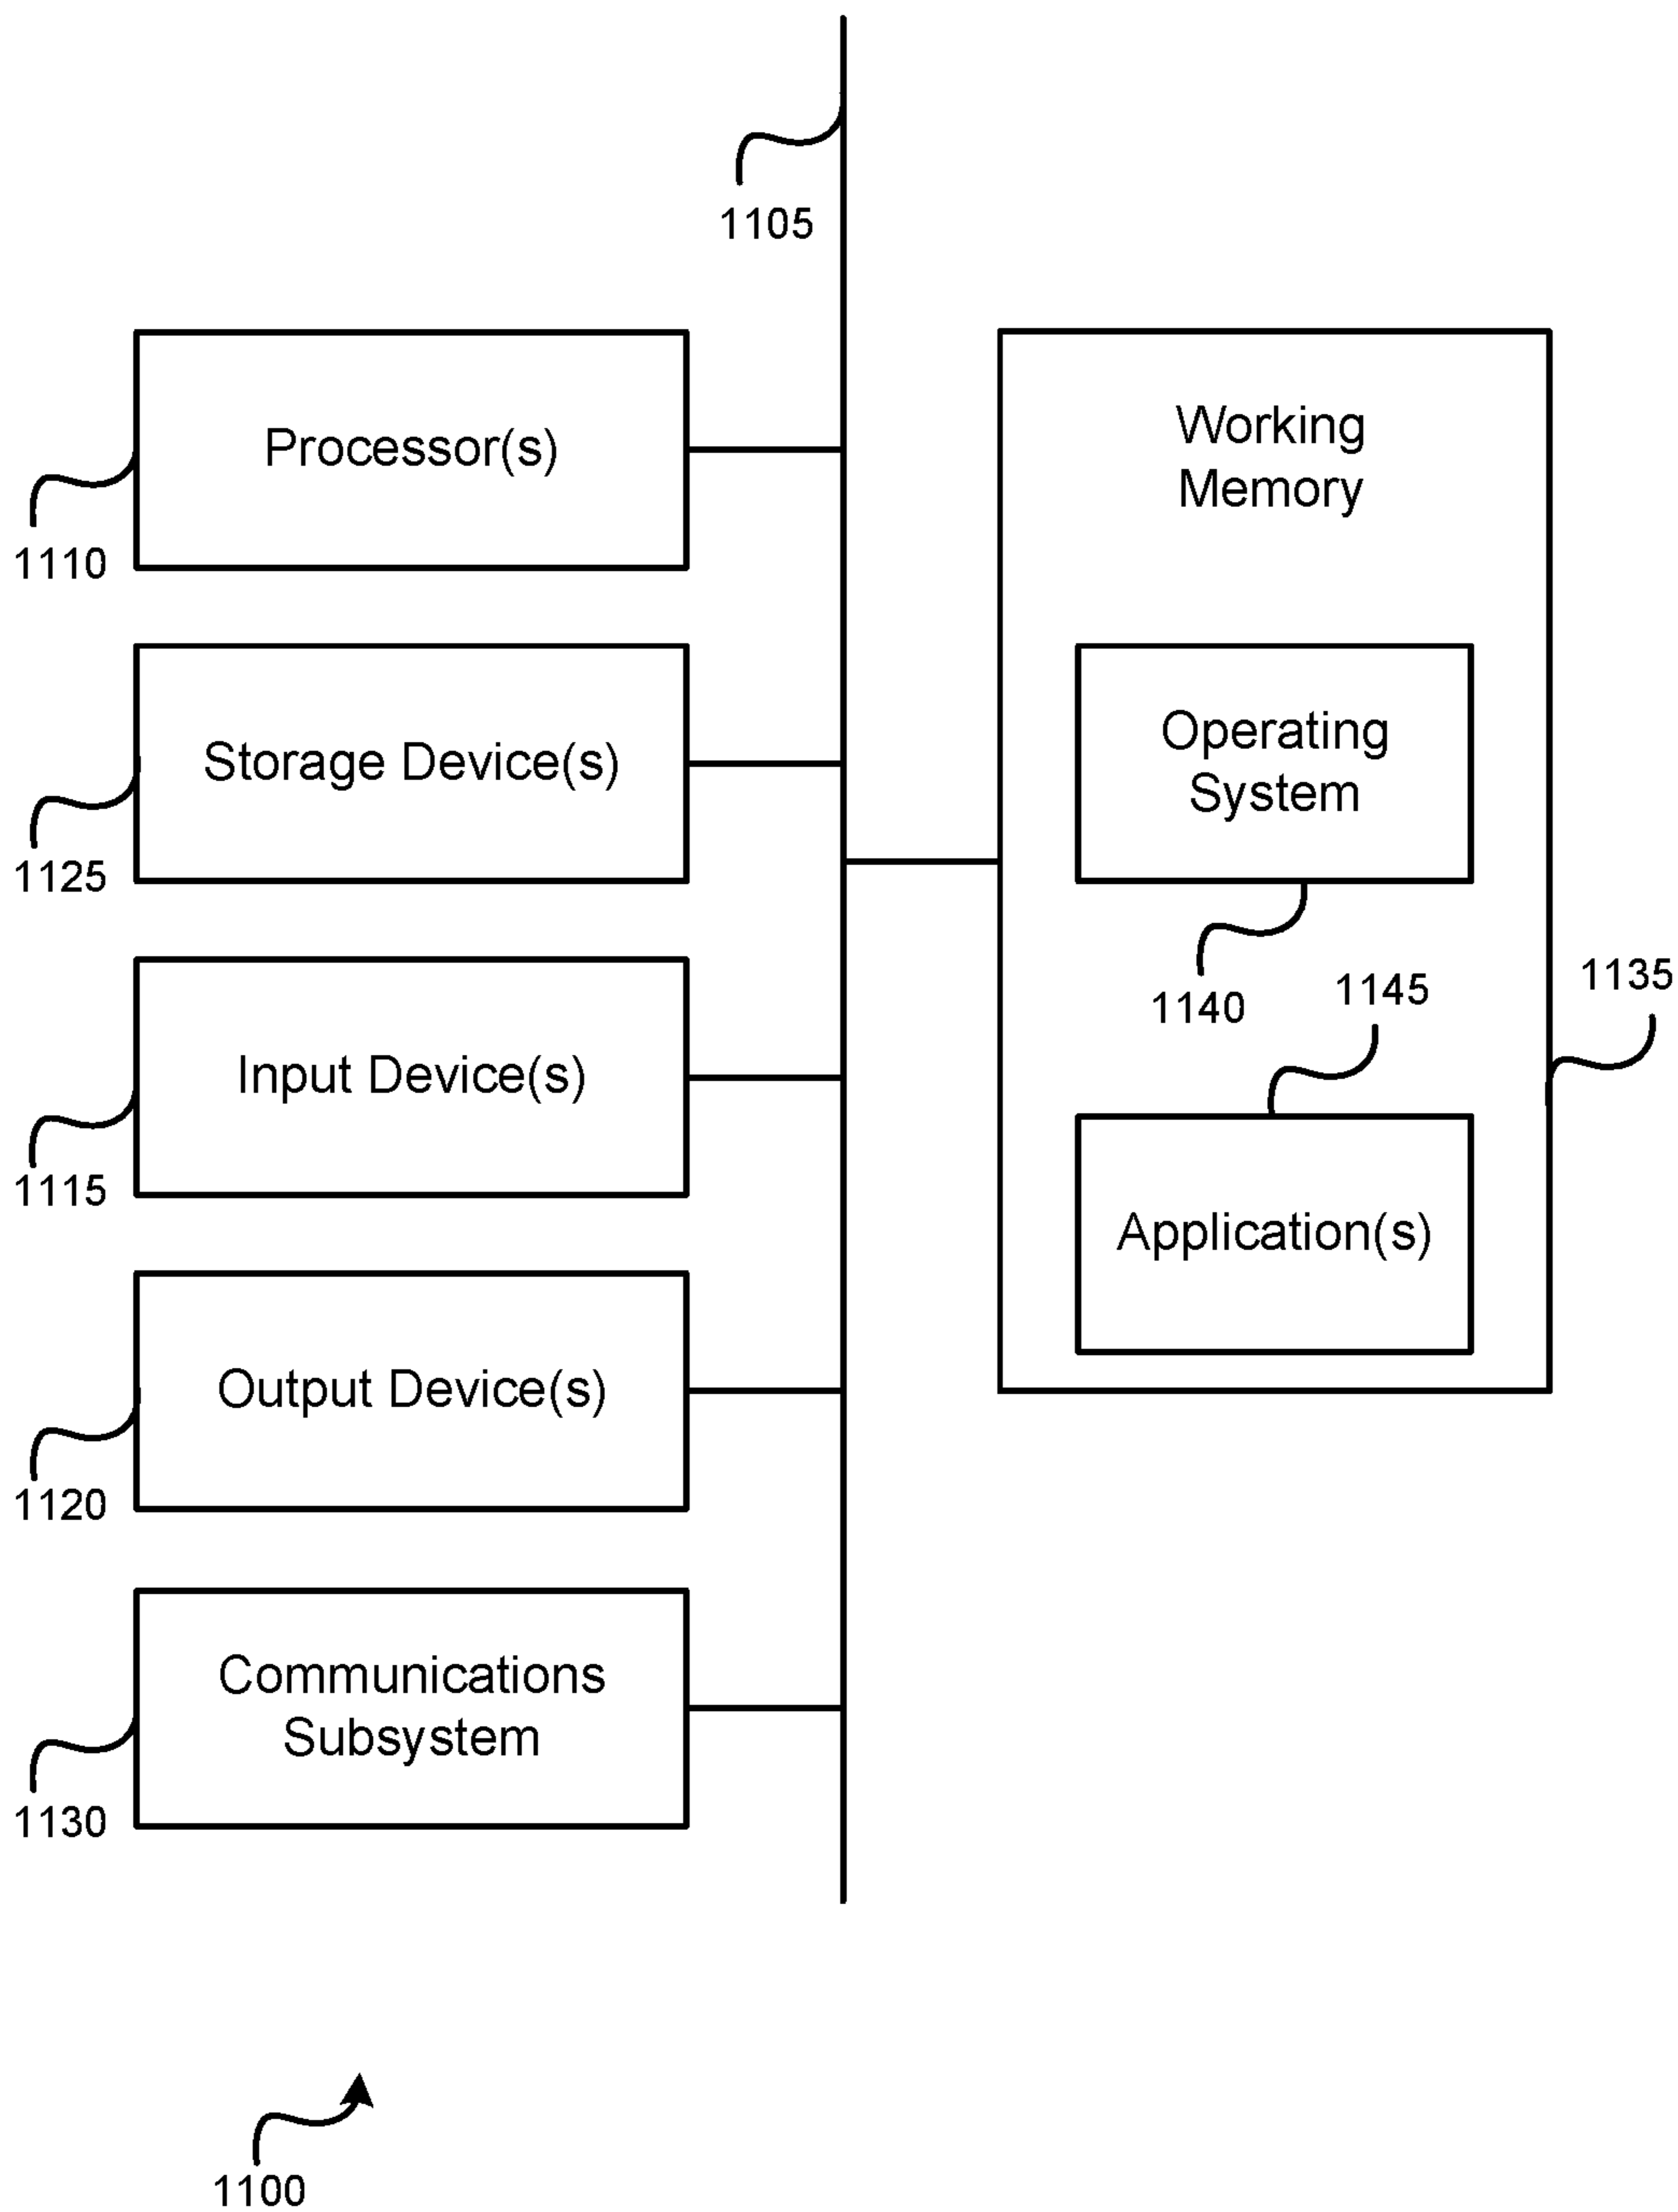 1105
Processor(s)
1110
Storage Device(s)
1125
Input Device(s)
1115
Output Device(s)
1120
Communications
Subsystem
1130
Working
Memory
Operating
System
1140
1145
1135
Application(s)
1100